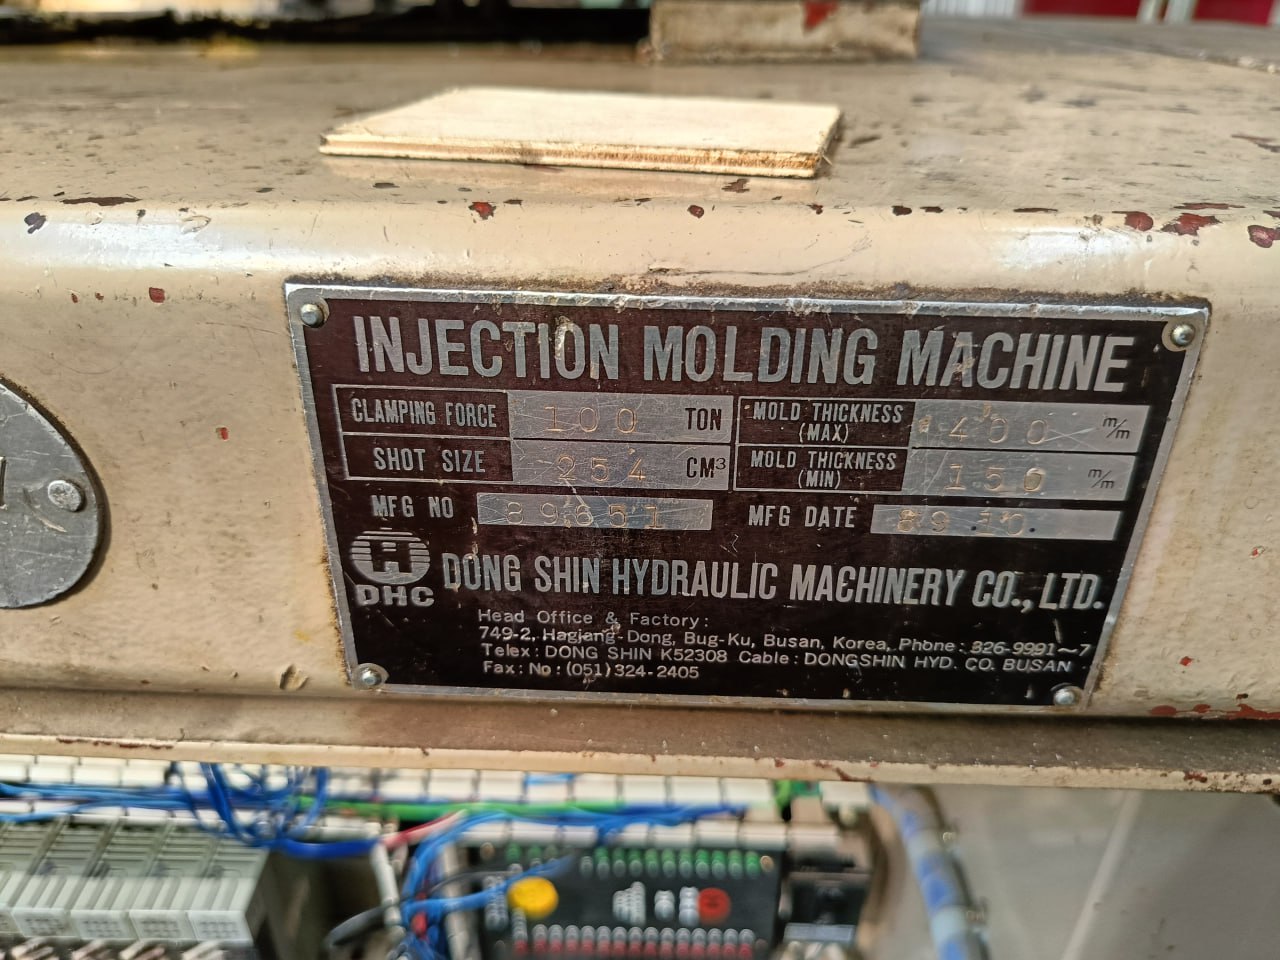 INJECTION MOLDING MACHINE
CLAMPING FORCE 100 TON
MOLD THICKNESS (MAX) 400 m/m
SHOT SIZE 254 CM³
MOLD THICKNESS (MIN) 150 m/m
MFG NO 89651 MFG DATE 89.10.
DHC
DONG SHIN HYDRAULIC MACHINERY CO., LTD.
Head Office & Factory:
749-2, Hagjang-Dong, Bug-Ku, Busan, Korea, Phone: 326-9991~7
Telex: DONG SHIN K52308 Cable: DONGSHIN HYD. CO. BUSAN
Fax: No: (051) 324-2405